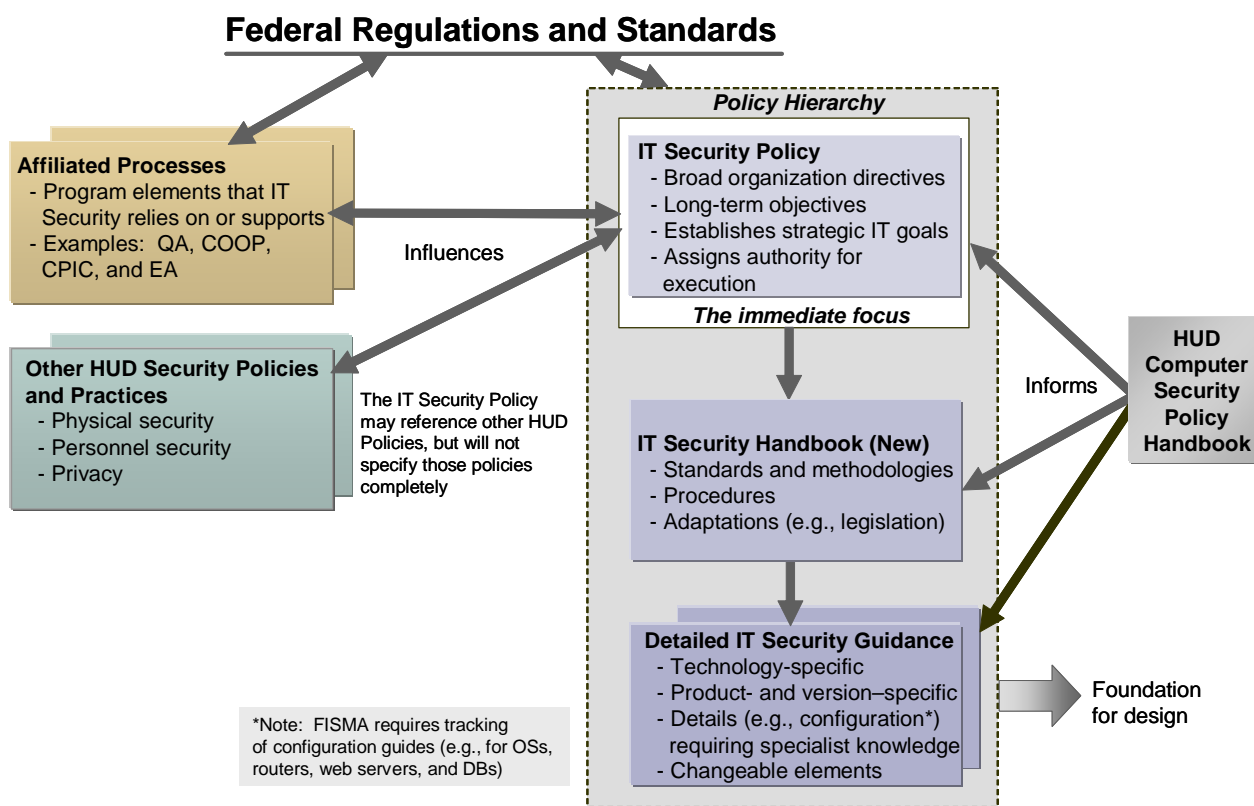 Federal Regulations and Standards
Policy Hierarchy
IT Security Policy
- Broad organization directives
- Long-term objectives
- Establishes strategic IT goals
- Assigns authority for
execution
The immediate focus
Affiliated Processes
- Program elements that IT
Security relies on or supports
- Examples: QA, COOP,
CPIC, and EA
Influences
Other HUD Security Policies
and Practices
- Physical security
- Personnel security
- Privacy
The IT Security Policy
may reference other HUD
Policies, but will not
specify those policies
completely
IT Security Handbook (New)
- Standards and methodologies
- Procedures
- Adaptations (e.g., legislation)
Informs
HUD
Computer
Security
Policy
Handbook
Detailed IT Security Guidance
- Technology-specific
- Product- and version–specific
- Details (e.g., configuration*)
requiring specialist knowledge
- Changeable elements
Foundation
for design
*Note: FISMA requires tracking
of configuration guides (e.g., for OSs,
routers, web servers, and DBs)